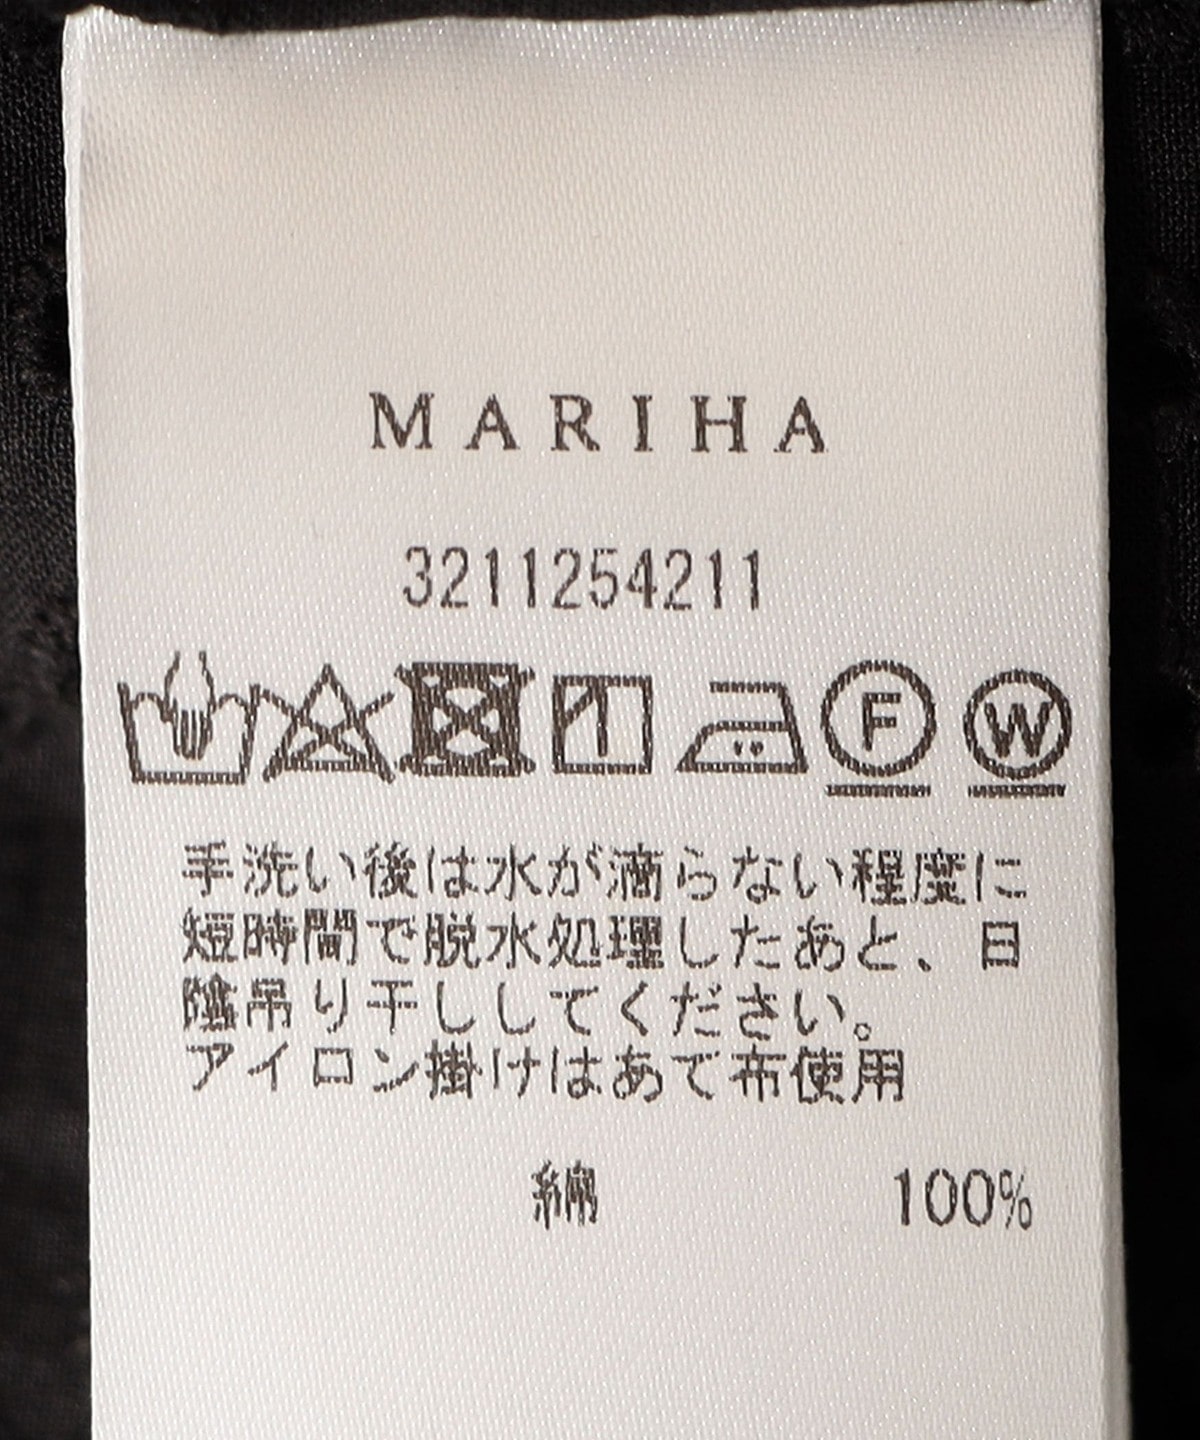 MARIHA
3211254211
F W
手洗い後は水が滴らない程度に
短時間で脱水処理したあと、日
陰吊り干ししてください。
アイロン掛けはあて布使用
綿 100%